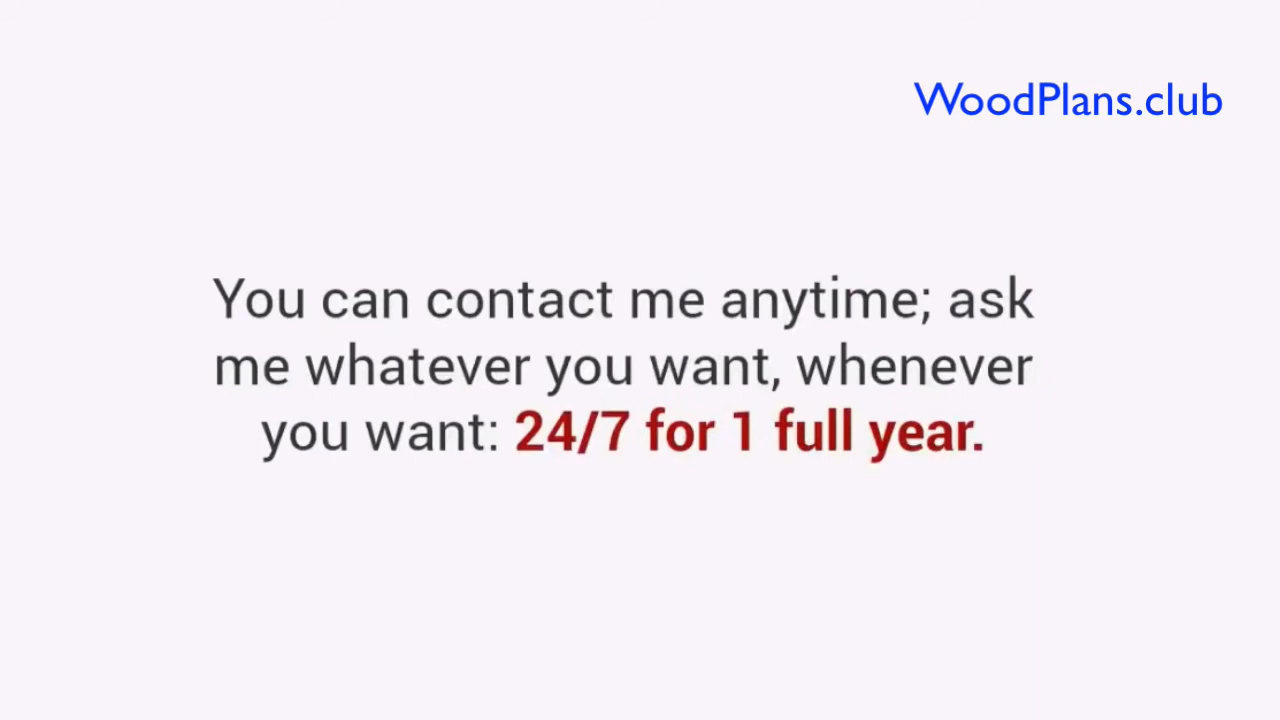 WoodPlans.club
You can contact me anytime; ask
me whatever you want, whenever
you want: 24/7 for 1 full year.